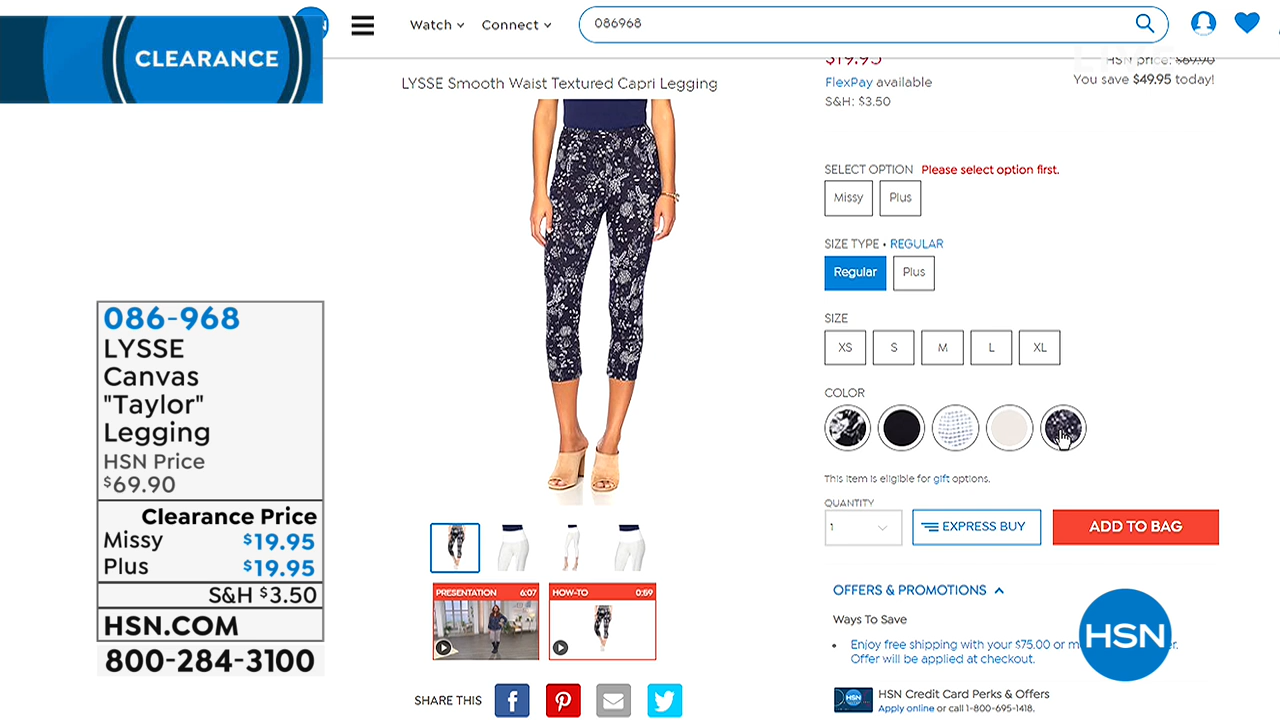 CLEARANCE
Watch
Connect
086968
$19.95
HSN price: $69.90
LYSSE Smooth Waist Textured Capri Legging
FlexPay available
You save $49.95 today!
S&H: $3.50
SELECT OPTION Please select option first.
Missy
Plus
SIZE TYPE • REGULAR
Regular
Plus
SIZE
XS
S
M
L
XL
COLOR
This item is eligible for gift options.
QUANTITY
1
EXPRESS BUY
ADD TO BAG
OFFERS & PROMOTIONS
Ways To Save
Enjoy free shipping with your $75.00 or
Offer will be applied at checkout.
HSN
HSN Credit Card Perks & Offers
Apply online or call 1-800-695-1418.
086-968
LYSSE
Canvas
"Taylor"
Legging
HSN Price
$69.90
Clearance Price
Missy $19.95
Plus $19.95
S&H $3.50
HSN.COM
800-284-3100
PRESENTATION 6:07
HOW-TO 0:59
SHARE THIS
HSN